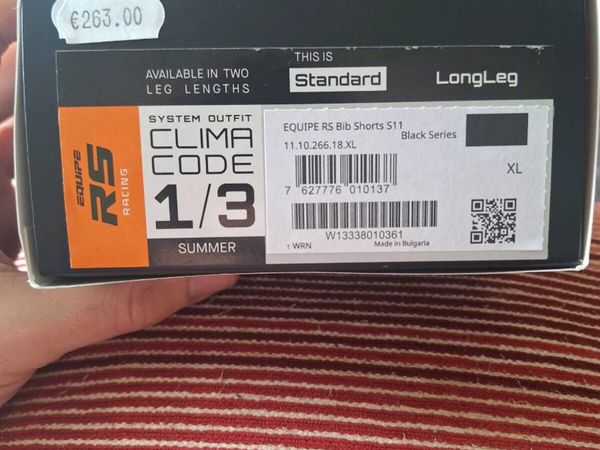 €263.00
THIS IS
AVAILABLE IN TWO
LEG LENGTHS
Standard
LongLeg
EQUIPE
RS
RACING
SYSTEM OUTFIT
CLIMA
CODE
1/3
SUMMER
EQUIPE RS Bib Shorts S11
Black Series
11.10.266.18.XL
XL
7 627776 010137
W13338010361
↑ WRN
Made in Bulgaria